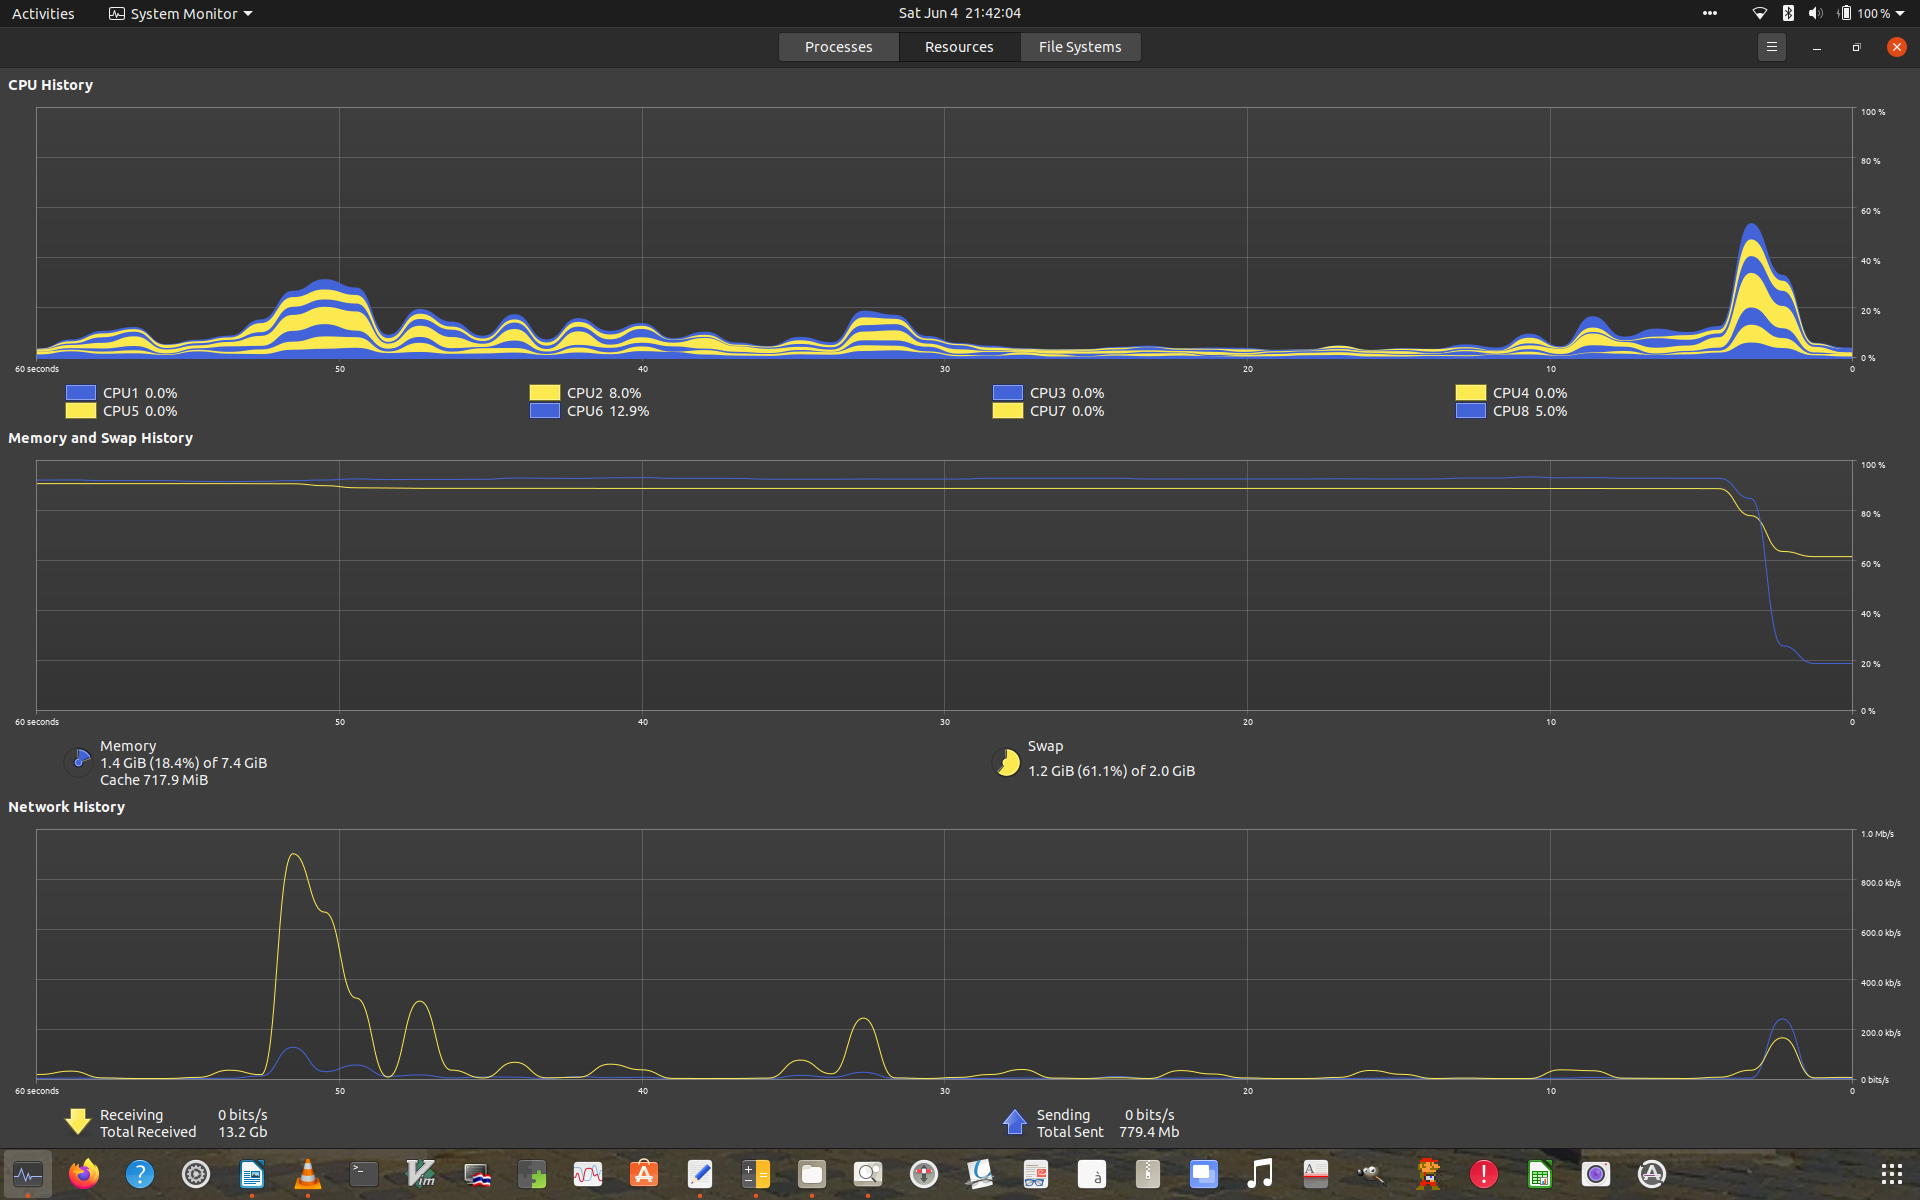 Activities System Monitor Sat Jun 4 21:42:04 100 %
Processes Resources File Systems
CPU History
100 %
80 %
60 %
40 %
20 %
0 %
60 seconds 50 40 30 20 10 0
CPU1 0.0% CPU2 8.0% CPU3 0.0% CPU4 0.0%
CPU5 0.0% CPU6 12.9% CPU7 0.0% CPU8 5.0%
Memory and Swap History
100 %
80 %
60 %
40 %
20 %
0 %
60 seconds 50 40 30 20 10 0
Memory
1.4 GiB (18.4%) of 7.4 GiB
Cache 717.9 MiB
Swap
1.2 GiB (61.1%) of 2.0 GiB
Network History
1.0 Mb/s
800.0 kb/s
600.0 kb/s
400.0 kb/s
200.0 kb/s
0 bits/s
60 seconds 50 40 30 20 10 0
Receiving 0 bits/s
Total Received 13.2 Gb
Sending 0 bits/s
Total Sent 779.4 Mb